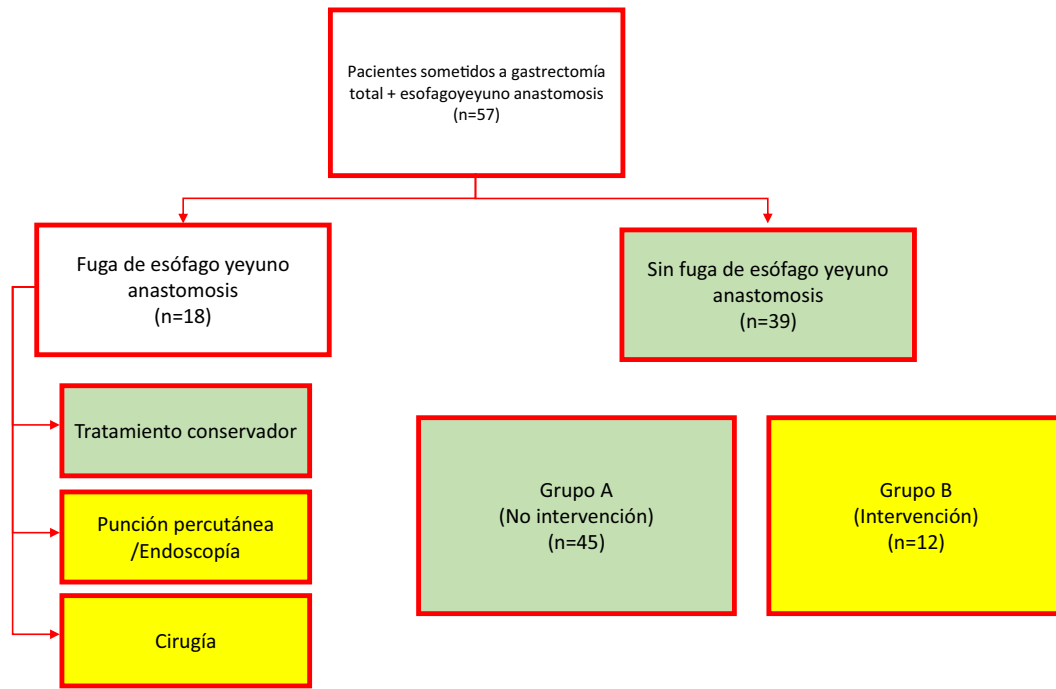 Pacientes sometidos a gastrectomía
total + esofagoyeyuno anastomosis
(n=57)
Fuga de esófago yeyuno
anastomosis
(n=18)
Sin fuga de esófago yeyuno
anastomosis
(n=39)
Tratamiento conservador
Punción percutánea
/Endoscopía
Cirugía
Grupo A
(No intervención)
(n=45)
Grupo B
(Intervención)
(n=12)